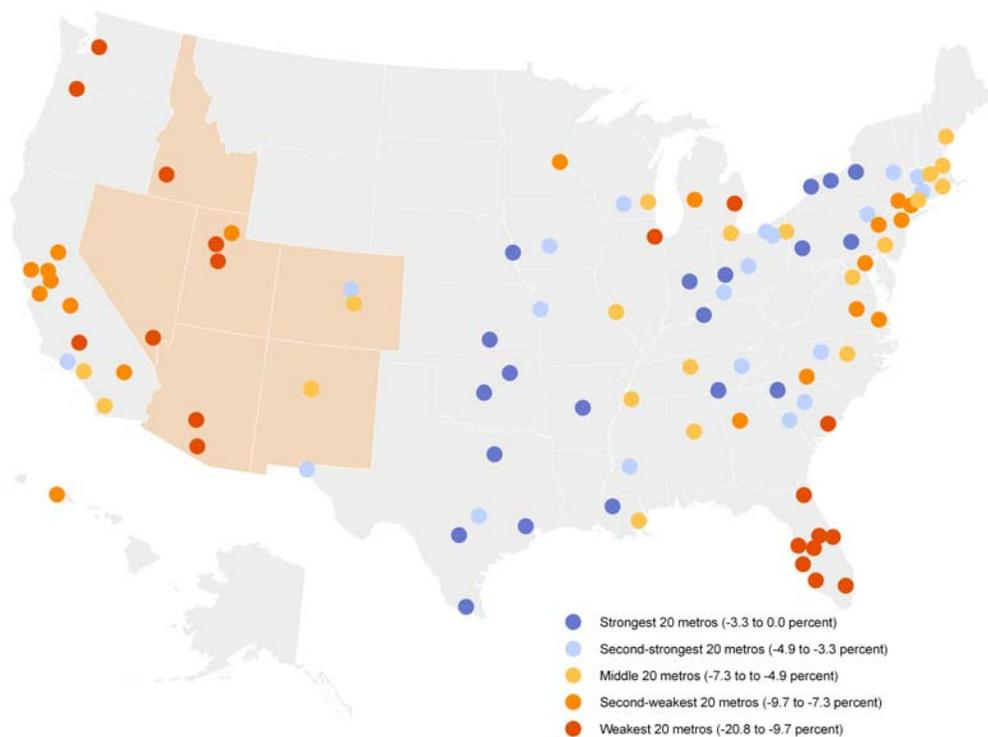 Strongest 20 metros (-3.3 to 0.0 percent)
Second-strongest 20 metros (-4.9 to -3.3 percent)
Middle 20 metros (-7.3 to to -4.9 percent)
Second-weakest 20 metros (-9.7 to -7.3 percent)
Weakest 20 metros (-20.8 to -9.7 percent)